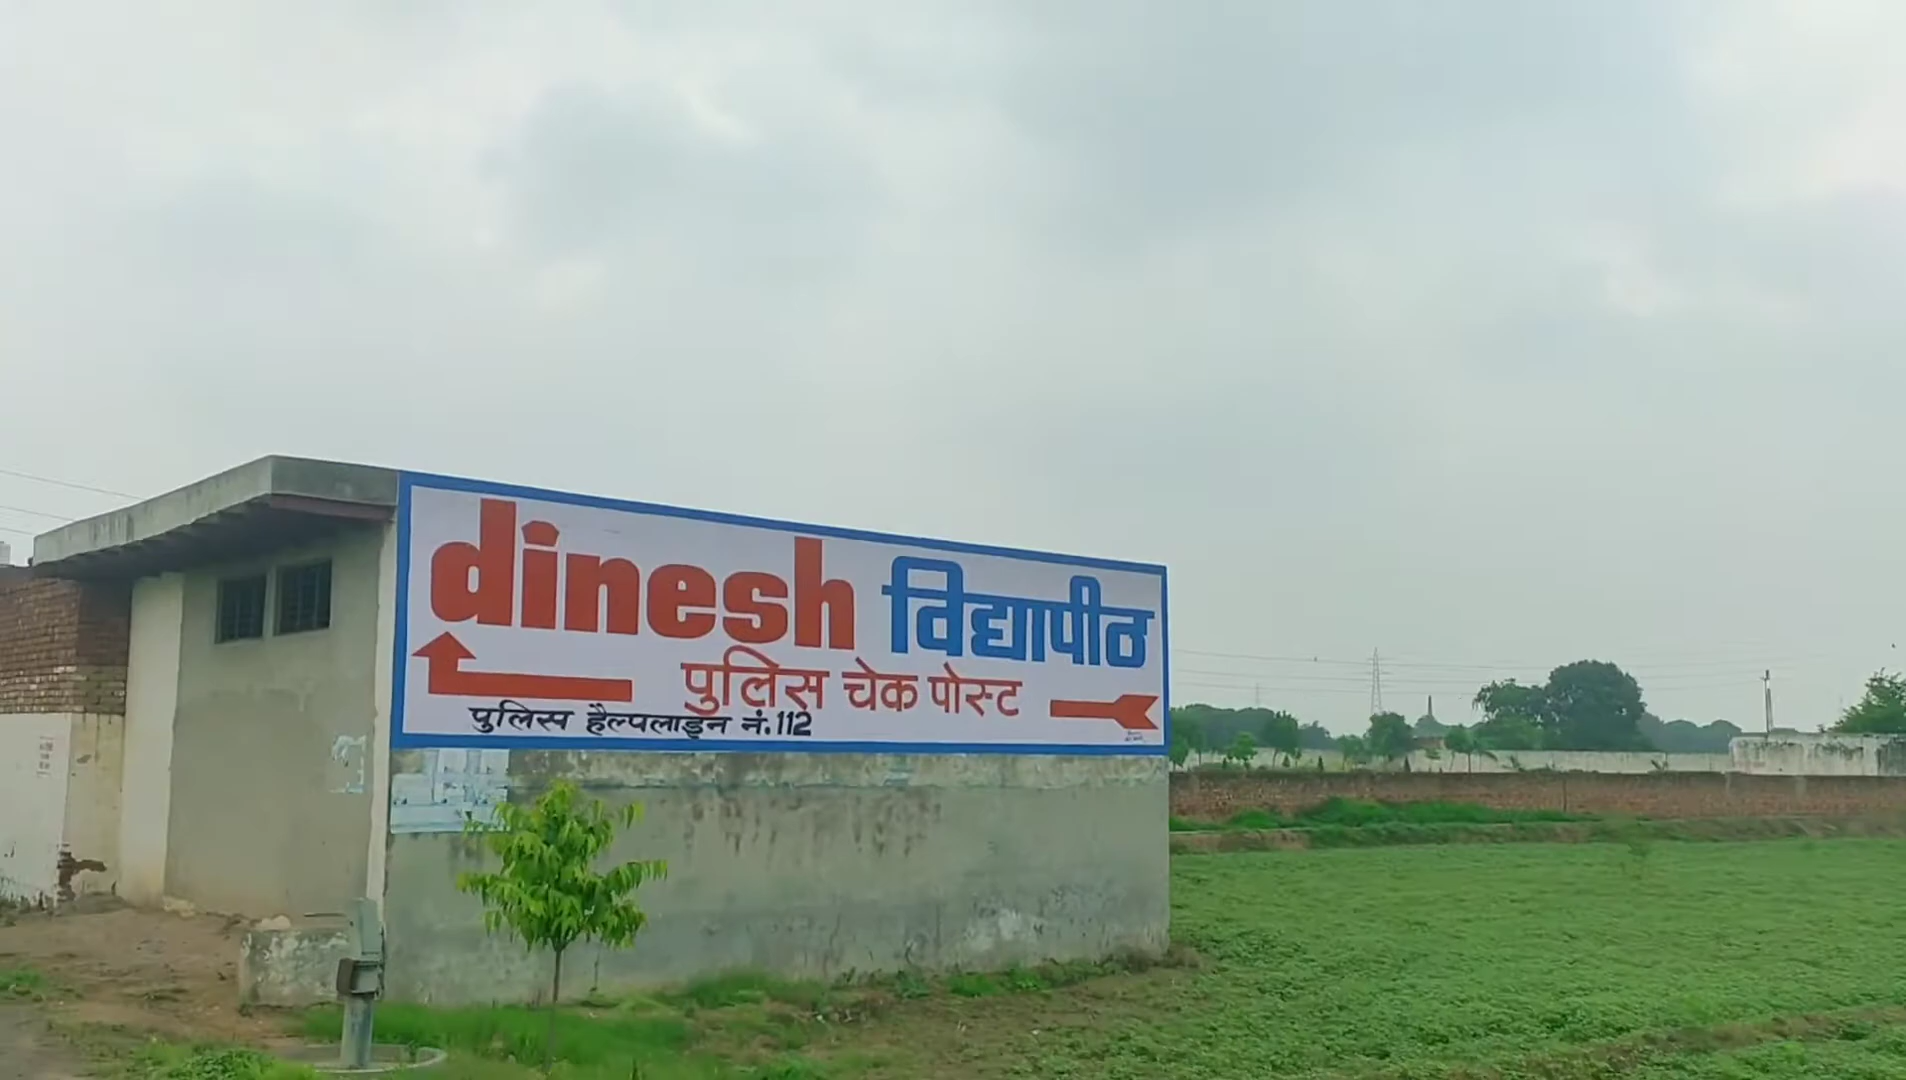 dinesh विद्यापीठ
पुलिस चेक पोस्ट
पुलिस हैल्पलाइन नं.112